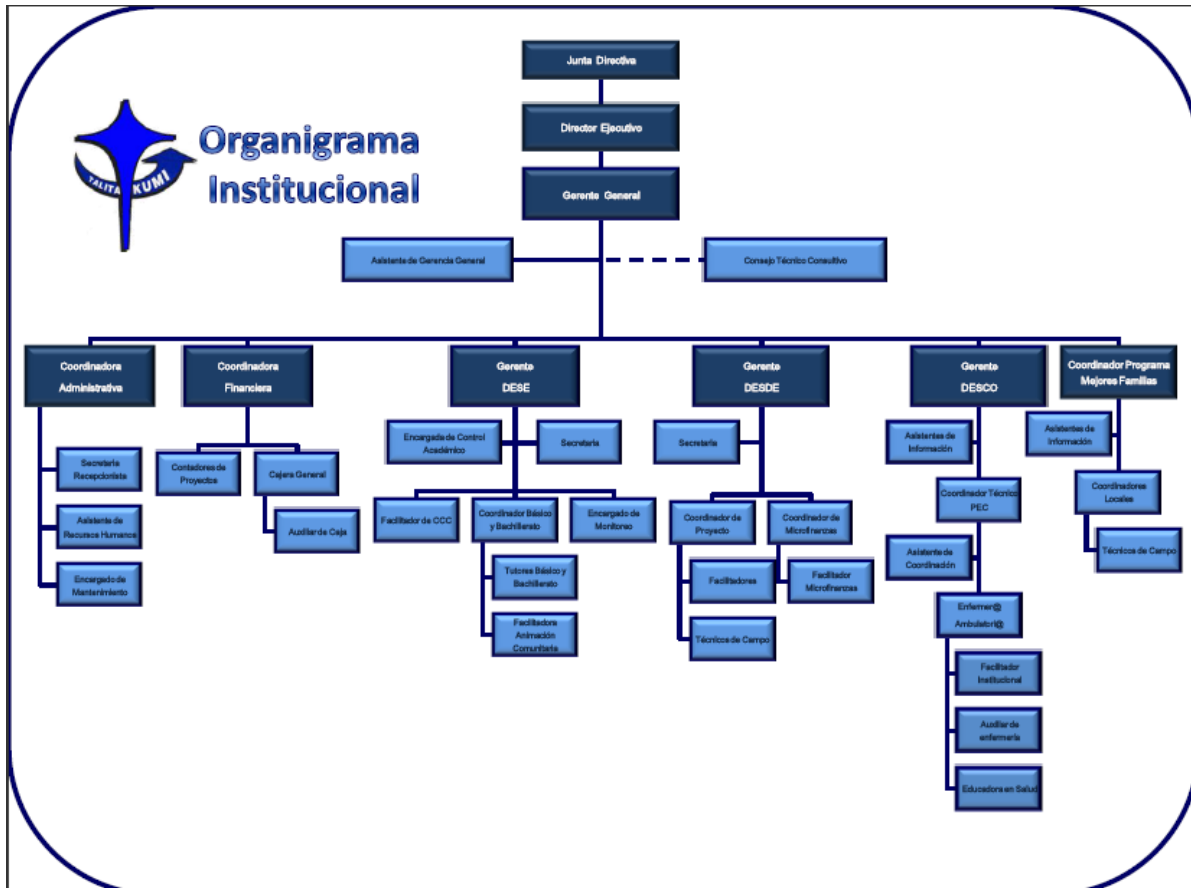 Junta Directiva
Director Ejecutivo
Gerente General
Organigrama
Institucional
TALITA KUMI
Asistente de Gerencia General
Consejo Técnico Consultivo
Coordinadora
Administrativa
Coordinadora
Financiera
Gerente
DESE
Gerente
DESDE
Gerente
DESCO
Coordinador Programa
Mejores Familias
Secretaria
Recepcionista
Asistente de
Recursos Humanos
Encargado de
Mantenimiento
Contadores de
Proyectos
Cajera General
Auxiliar de Caja
Encargada de Control
Académico
Secretaria
Facilitador de CCC
Coordinador Básico
y Bachillerato
Encargado de
Monitoreo
Tutores Básico y
Bachillerato
Facilitadora
Animación
Comunitaria
Secretaria
Coordinador de
Proyecto
Coordinador de
Microfinanzas
Facilitadores
Facilitador
Microfinanzas
Técnicos de Campo
Asistentes de
Información
Coordinador Técnico
PEC
Asistente de
Coordinación
Enfermer@
Ambulatori@
Facilitador
Institucional
Auxiliar de
enfermería
Educadora en Salud
Asistentes de
Información
Coordinadores
Locales
Técnicos de Campo